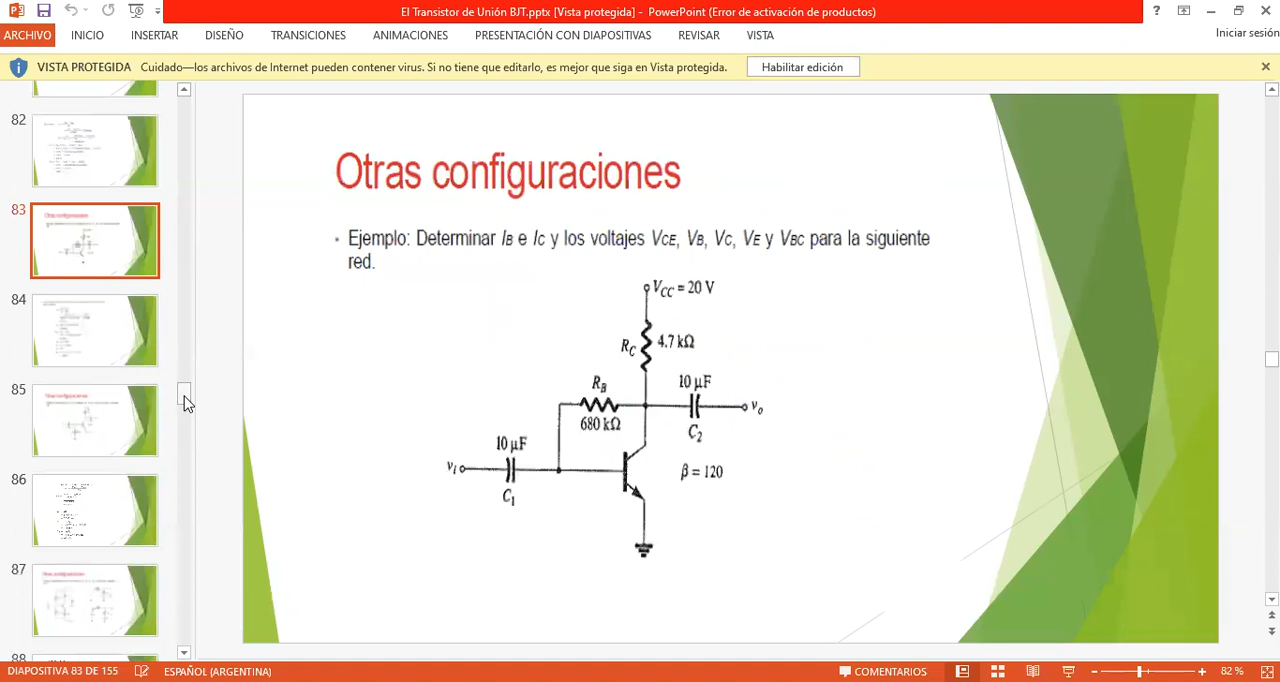 El Transistor de Unión BJT.pptx [Vista protegida] - PowerPoint (Error de activación de productos)
ARCHIVO INICIO INSERTAR DISEÑO TRANSICIONES ANIMACIONES PRESENTACIÓN CON DIAPOSITIVAS REVISAR VISTA Iniciar sesión
VISTA PROTEGIDA Cuidado—los archivos de Internet pueden contener virus. Si no tiene que editarlo, es mejor que siga en Vista protegida. Habilitar edición
82
83
84
85
86
87
88
Otras configuraciones
Ejemplo: Determinar IB e IC y los voltajes VCE, VB, VC, VE y VBC para la siguiente
red.
VCC = 20 V
RC 4.7 kΩ
RB 10 μF
680 kΩ vo
C2
10 μF
vi β = 120
C1
DIAPOSITIVA 83 DE 155 ESPAÑOL (ARGENTINA) COMENTARIOS 82 %